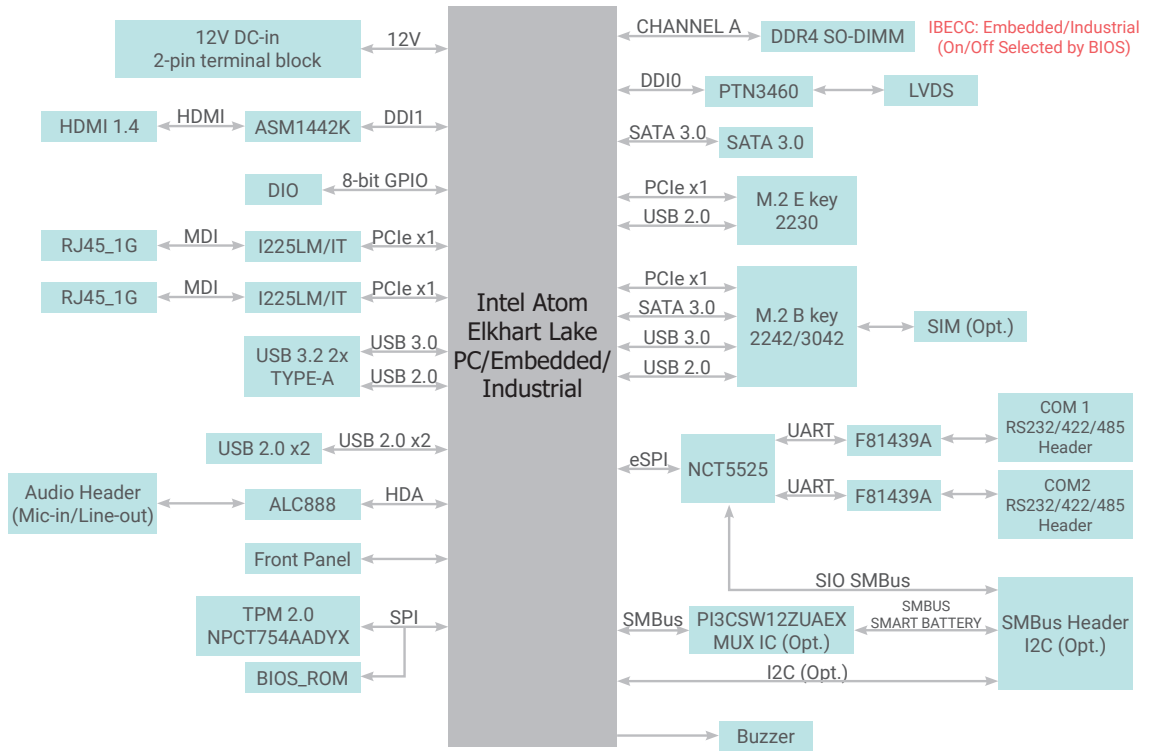 12V DC-in
2-pin terminal block
12V
HDMI 1.4
HDMI
ASM1442K
DDI1
DIO
8-bit GPIO
RJ45_1G
MDI
I225LM/IT
PCIe x1
RJ45_1G
MDI
I225LM/IT
PCIe x1
USB 3.2 2x
TYPE-A
USB 3.0
USB 2.0
USB 2.0 x2
USB 2.0 x2
Audio Header
(Mic-in/Line-out)
ALC888
HDA
Front Panel
TPM 2.0
NPCT754AADYX
SPI
BIOS_ROM
Intel Atom
Elkhart Lake
PC/Embedded/
Industrial
CHANNEL A
DDR4 SO-DIMM
IBECC: Embedded/Industrial
(On/Off Selected by BIOS)
DDI0
PTN3460
LVDS
SATA 3.0
SATA 3.0
PCIe x1
USB 2.0
M.2 E key
2230
PCIe x1
SATA 3.0
USB 3.0
USB 2.0
M.2 B key
2242/3042
SIM (Opt.)
eSPI
NCT5525
UART
F81439A
COM 1
RS232/422/485
Header
UART
F81439A
COM2
RS232/422/485
Header
SIO SMBus
SMBus
PI3CSW12ZUAEX
MUX IC (Opt.)
SMBUS
SMART BATTERY
SMBus Header
I2C (Opt.)
I2C (Opt.)
Buzzer